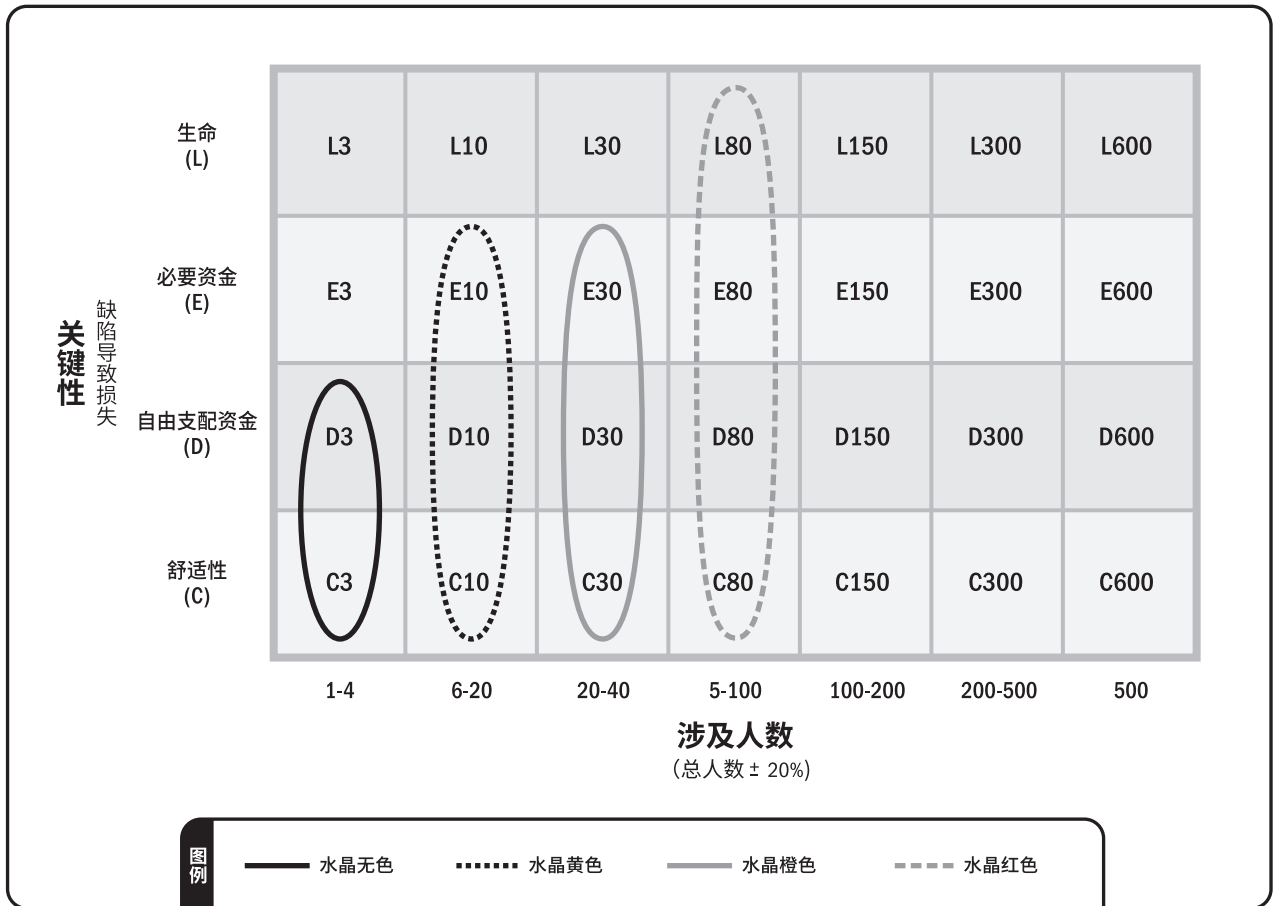 生命
(L)
L3 L10 L30 L80 L150 L300 L600
必要资金
(E)
E3 E10 E30 E80 E150 E300 E600
关键性
缺陷导致损失
自由支配资金
(D)
D3 D10 D30 D80 D150 D300 D600
舒适性
(C)
C3 C10 C30 C80 C150 C300 C600
1-4 6-20 20-40 5-100 100-200 200-500 500
涉及人数
(总人数 ± 20%)
图例
水晶无色 水晶黄色 水晶橙色 水晶红色